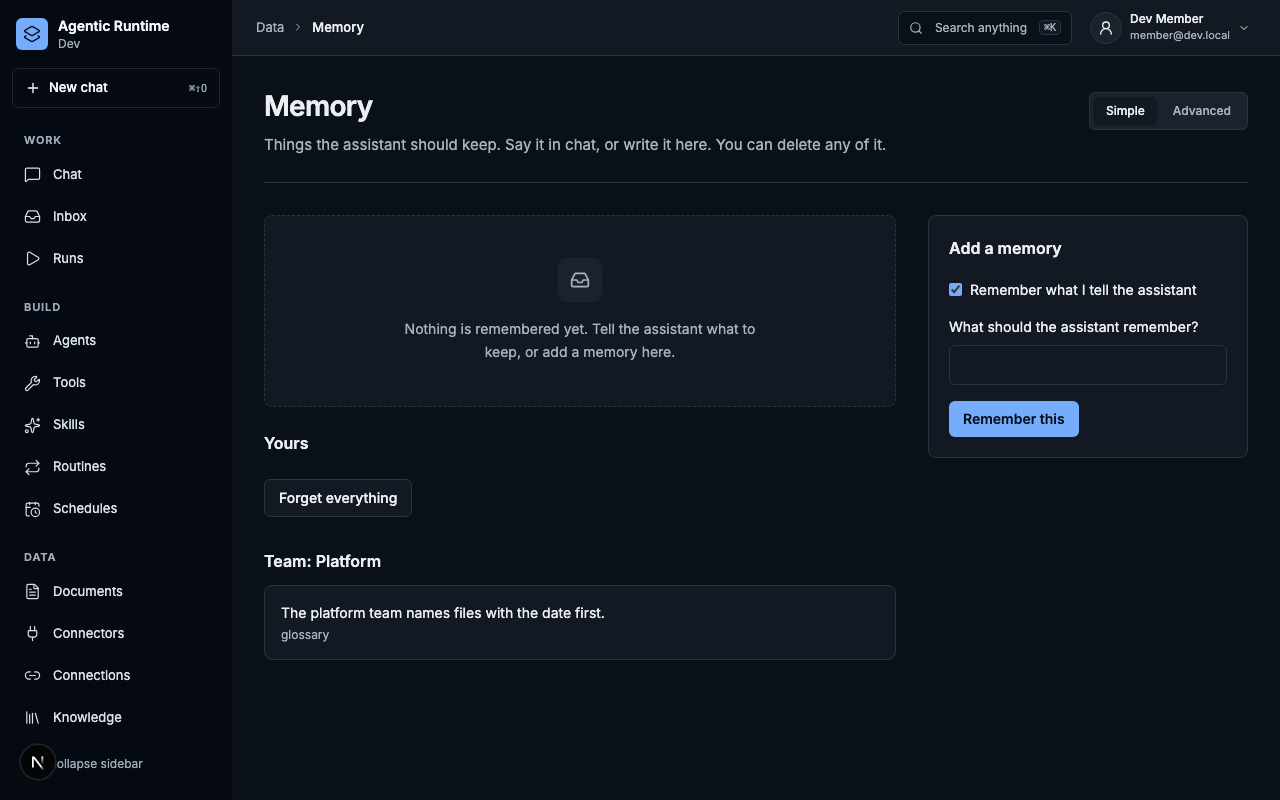 Agentic Runtime
Dev
New chat
⌘⇧O
WORK
Chat
Inbox
Runs
BUILD
Agents
Tools
Skills
Routines
Schedules
DATA
Documents
Connectors
Connections
Knowledge
N
ollapse sidebar
Data > Memory
Search anything ⌘K
Dev Member
member@dev.local
Memory
Things the assistant should keep. Say it in chat, or write it here. You can delete any of it.
Simple Advanced
Nothing is remembered yet. Tell the assistant what to
keep, or add a memory here.
Yours
Forget everything
Team: Platform
The platform team names files with the date first.
glossary
Add a memory
Remember what I tell the assistant
What should the assistant remember?
Remember this